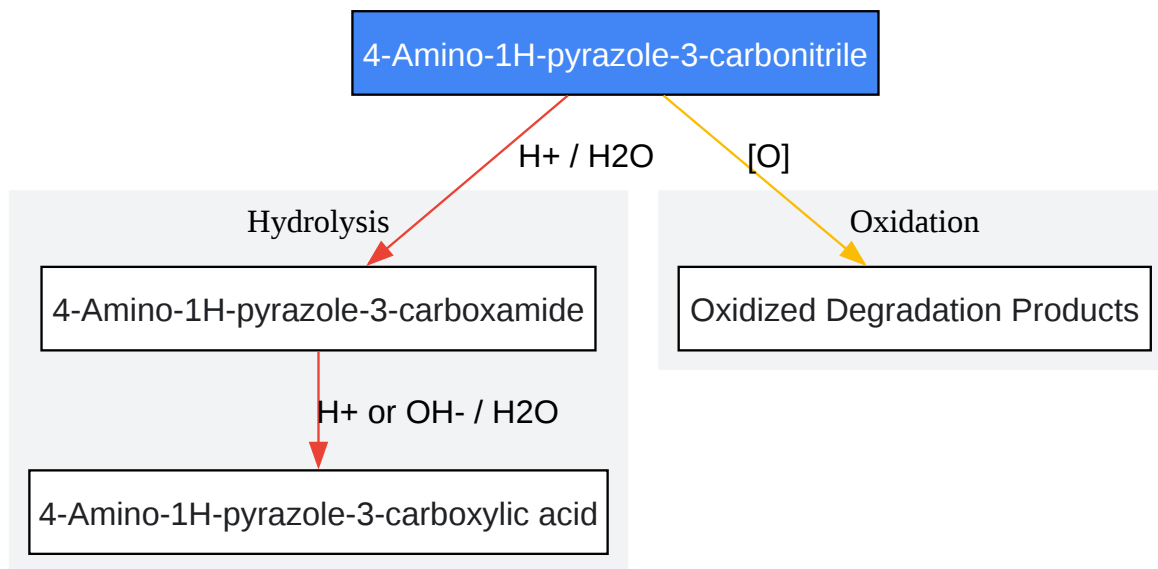 4-Amino-1H-pyrazole-3-carbonitrile
H+ / H2O
[O]
Hydrolysis
Oxidation
4-Amino-1H-pyrazole-3-carboxamide
Oxidized Degradation Products
H+ or OH- / H2O
4-Amino-1H-pyrazole-3-carboxylic acid